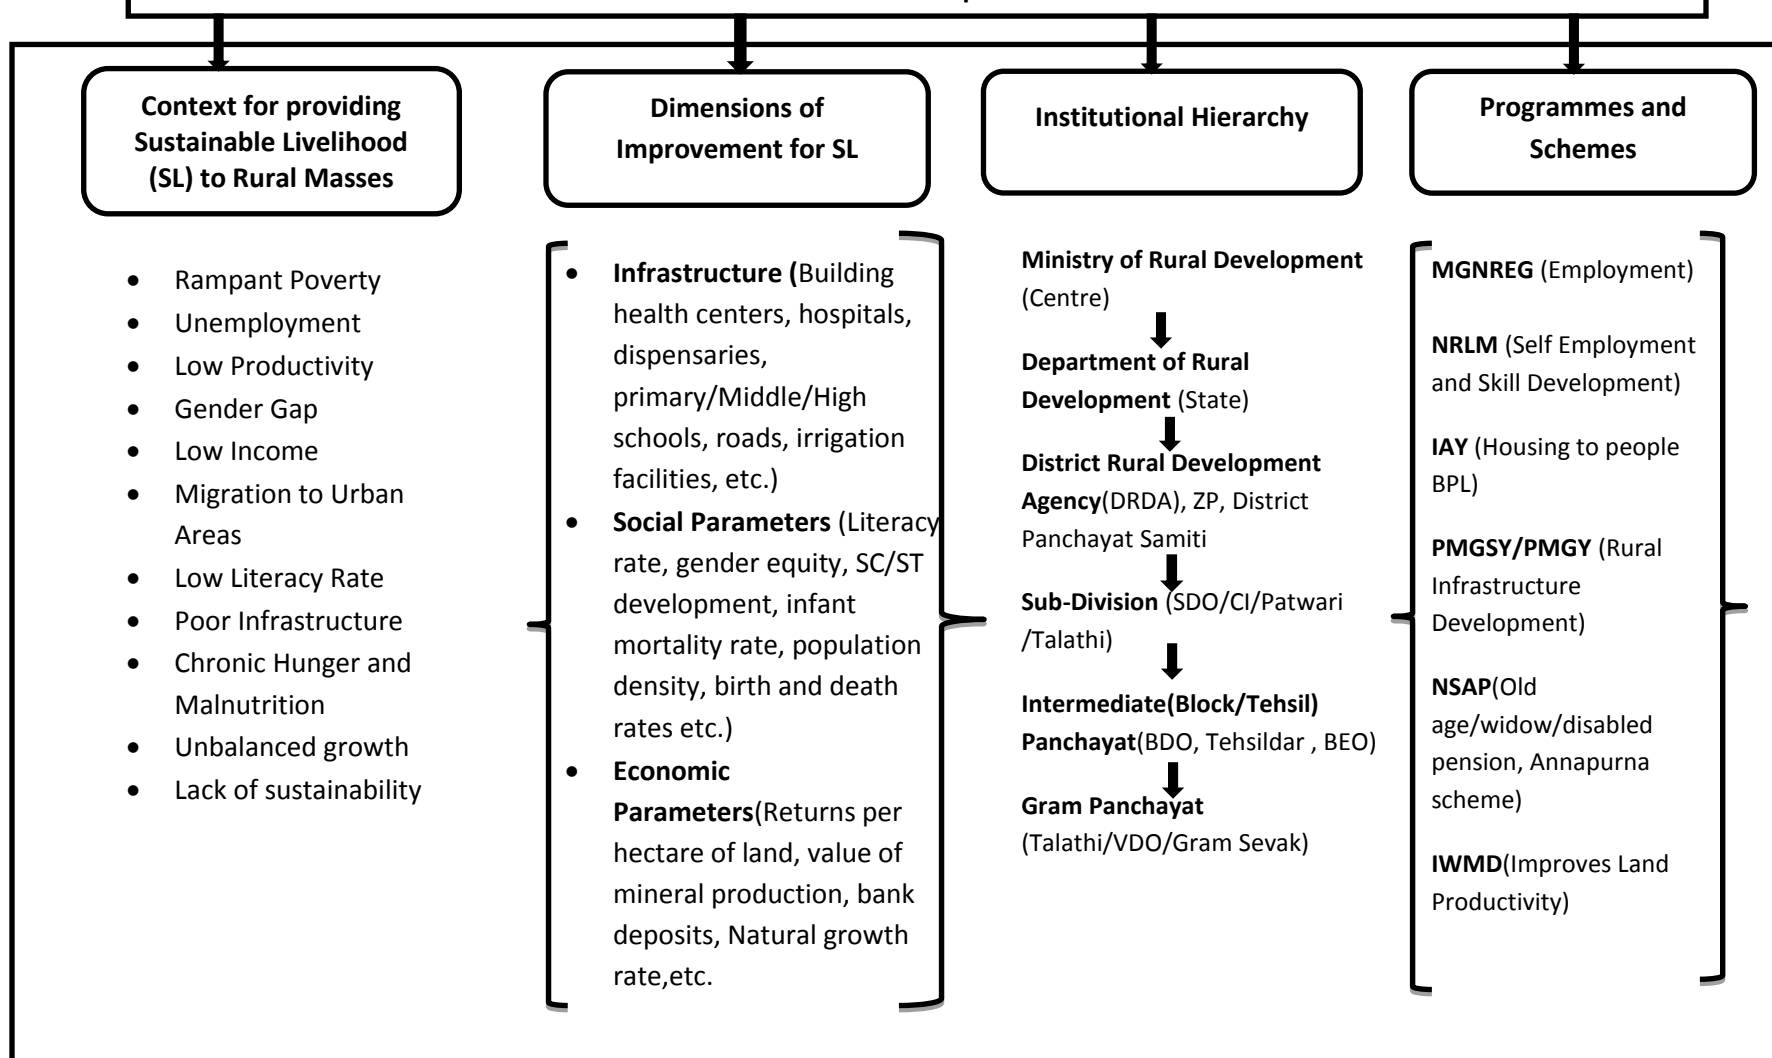 Context for providing
Sustainable Livelihood
(SL) to Rural Masses
• Rampant Poverty
• Unemployment
• Low Productivity
• Gender Gap
• Low Income
• Migration to Urban
Areas
• Low Literacy Rate
• Poor Infrastructure
• Chronic Hunger and
Malnutrition
• Unbalanced growth
• Lack of sustainability
Dimensions of
Improvement for SL
• Infrastructure (Building
health centers, hospitals,
dispensaries,
primary/Middle/High
schools, roads, irrigation
facilities, etc.)
• Social Parameters (Literacy
rate, gender equity, SC/ST
development, infant
mortality rate, population
density, birth and death
rates etc.)
• Economic
Parameters(Returns per
hectare of land, value of
mineral production, bank
deposits, Natural growth
rate,etc.
Institutional Hierarchy
Ministry of Rural Development
(Centre)
Department of Rural
Development (State)
District Rural Development
Agency(DRDA), ZP, District
Panchayat Samiti
Sub-Division (SDO/CI/Patwari
/Talathi)
Intermediate(Block/Tehsil)
Panchayat(BDO, Tehsildar , BEO)
Gram Panchayat
(Talathi/VDO/Gram Sevak)
Programmes and
Schemes
MGNREG (Employment)
NRLM (Self Employment
and Skill Development)
IAY (Housing to people
BPL)
PMGSY/PMGY (Rural
Infrastructure
Development)
NSAP(Old
age/widow/disabled
pension, Annapurna
scheme)
IWMD(Improves Land
Productivity)